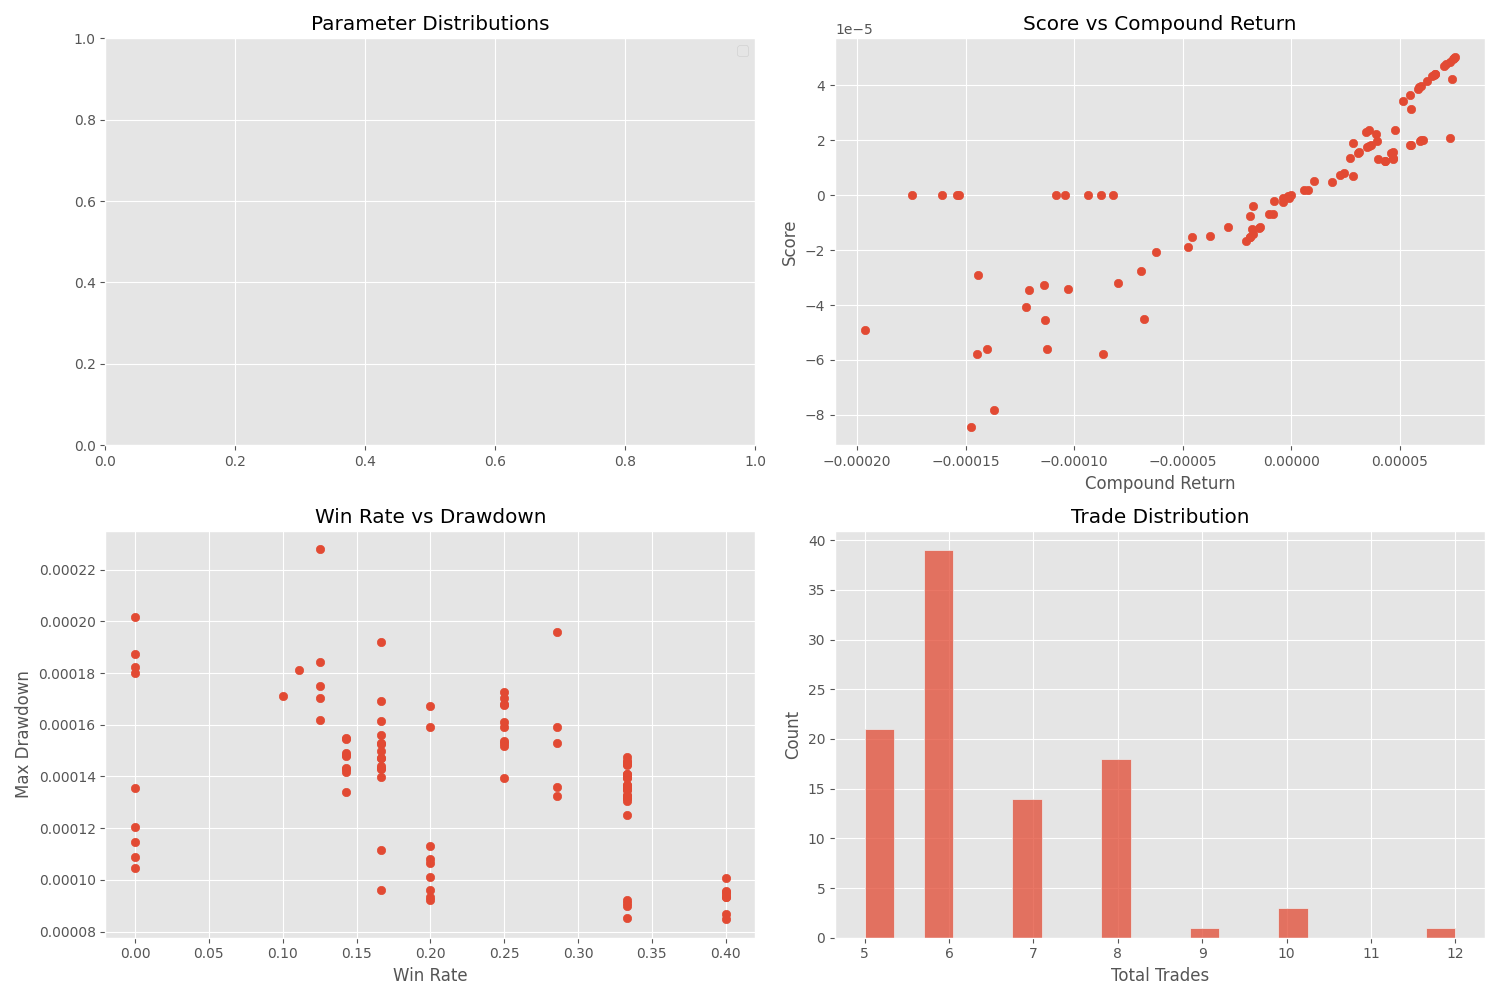 Parameter Distributions
1.0
0.8
0.6
0.4
0.2
0.0
0.0 0.2 0.4 0.6 0.8 1.0
Score vs Compound Return
1e−5
4
2
0
−2
−4
−6
−8
Score
−0.00020 −0.00015 −0.00010 −0.00005 0.00000 0.00005
Compound Return
Win Rate vs Drawdown
0.00022
0.00020
0.00018
0.00016
0.00014
0.00012
0.00010
0.00008
Max Drawdown
0.00 0.05 0.10 0.15 0.20 0.25 0.30 0.35 0.40
Win Rate
Trade Distribution
40
35
30
25
20
15
10
5
0
Count
5 6 7 8 9 10 11 12
Total Trades